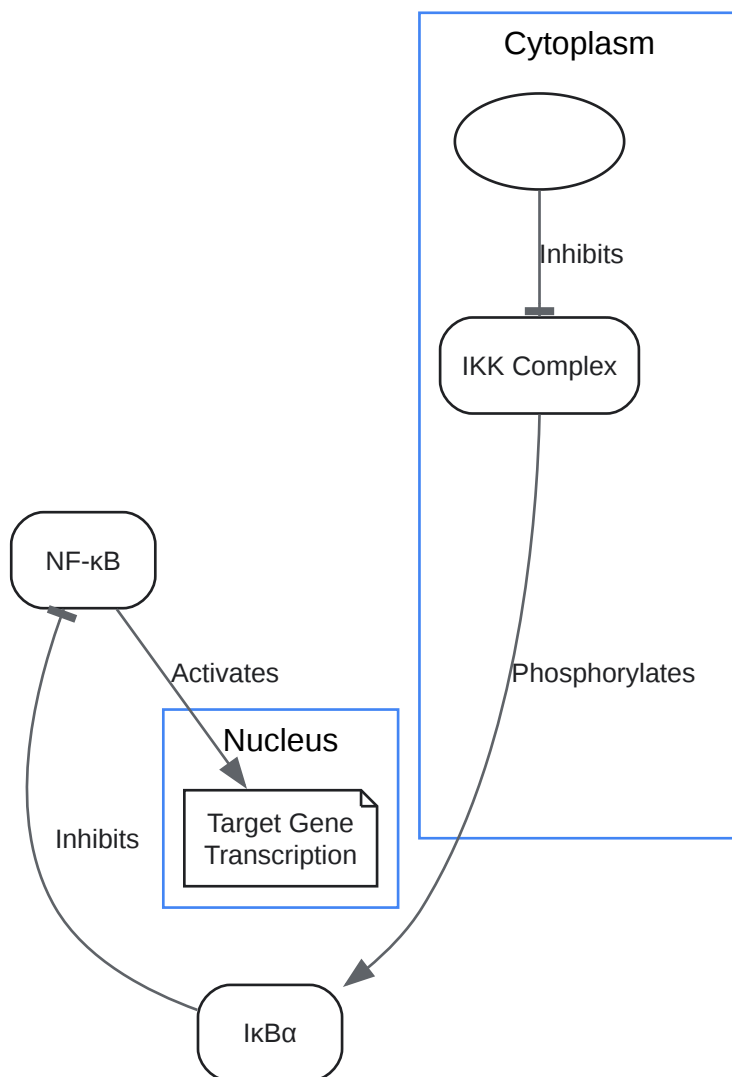 Cytoplasm
Inhibits
IKK Complex
NF-κB
Activates
Phosphorylates
Nucleus
Target Gene
Transcription
Inhibits
IκBα